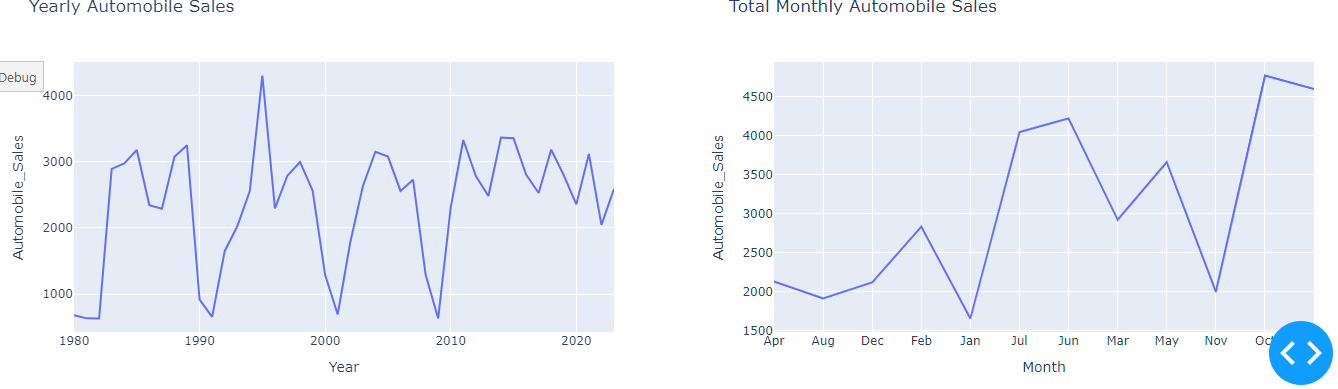 Yearly Automobile Sales
Debug
4000
3000
2000
1000
Automobile_Sales
1980 1990 2000 2010 2020
Year
Total Monthly Automobile Sales
4500
4000
3500
3000
2500
2000
1500
Automobile_Sales
Apr Aug Dec Feb Jan Jul Jun Mar May Nov
Month